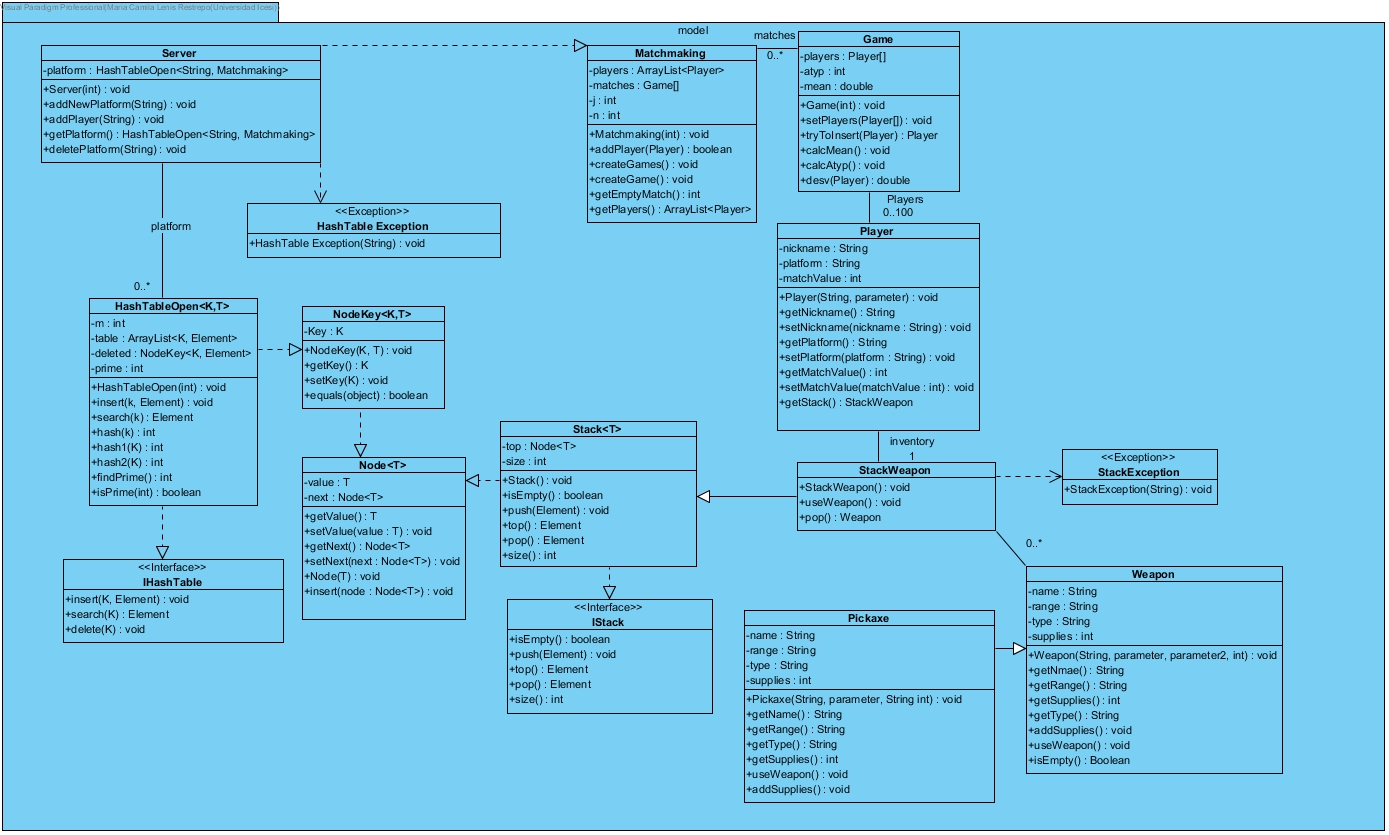 Visual Paradigm Professional(Maria Camila Lenis Restrepo(Universidad Icesi))
model
Server
-platform : HashTableOpen<String, Matchmaking>
+Server(int) : void
+addNewPlatform(String) : void
+addPlayer(String) : void
+getPlatform() : HashTableOpen<String, Matchmaking>
+deletePlatform(String) : void
Matchmaking
-players : ArrayList<Player>
-matches : Game[]
-j : int
-n : int
+Matchmaking(int) : void
+addPlayer(Player) : boolean
+createGames() : void
+createGame() : void
+getEmptyMatch() : int
+getPlayers() : ArrayList<Player>
matches
0..*
Game
-players : Player[]
-atyp : int
-mean : double
+Game(int) : void
+setPlayers(Player[]) : void
+tryToInsert(Player) : Player
+calcMean() : void
+calcAtyp() : void
+desv(Player) : double
Players
0..100
<<Exception>>
HashTable Exception
+HashTable Exception(String) : void
platform
0..*
Player
-nickname : String
-platform : String
-matchValue : int
+Player(String, parameter) : void
+getNickname() : String
+setNickname(nickname : String) : void
+getPlatform() : String
+setPlatform(platform : String) : void
+getMatchValue() : int
+setMatchValue(matchValue : int) : void
+getStack() : StackWeapon
HashTableOpen<K,T>
-m : int
-table : ArrayList<K, Element>
-deleted : NodeKey<K, Element>
-prime : int
+HashTableOpen(int) : void
+insert(k, Element) : void
+search(k) : Element
+hash(k) : int
+hash1(K) : int
+hash2(K) : int
+findPrime() : int
+isPrime(int) : boolean
NodeKey<K,T>
-Key : K
+NodeKey(K, T) : void
+getKey() : K
+setKey(K) : void
+equals(object) : boolean
Node<T>
-value : T
-next : Node<T>
+getValue() : T
+setValue(value : T) : void
+getNext() : Node<T>
+setNext(next : Node<T>) : void
+Node(T) : void
+insert(node : Node<T>) : void
Stack<T>
-top : Node<T>
-size : int
+Stack() : void
+isEmpty() : boolean
+push(Element) : void
+top() : Element
+pop() : Element
+size() : int
inventory
1
StackWeapon
+StackWeapon() : void
+useWeapon() : void
+pop() : Weapon
<<Exception>>
StackException
+StackException(String) : void
0..*
<<Interface>>
IHashTable
+insert(K, Element) : void
+search(K) : Element
+delete(K) : void
<<Interface>>
IStack
+isEmpty() : boolean
+push(Element) : void
+top() : Element
+pop() : Element
+size() : int
Pickaxe
-name : String
-range : String
-type : String
-supplies : int
+Pickaxe(String, parameter, String int) : void
+getName() : String
+getRange() : String
+getType() : String
+getSupplies() : int
+useWeapon() : void
+addSupplies() : void
Weapon
-name : String
-range : String
-type : String
-supplies : int
+Weapon(String, parameter, parameter2, int) : void
+getNmae() : String
+getRange() : String
+getSupplies() : int
+getType() : String
+addSupplies() : void
+useWeapon() : void
+isEmpty() : Boolean